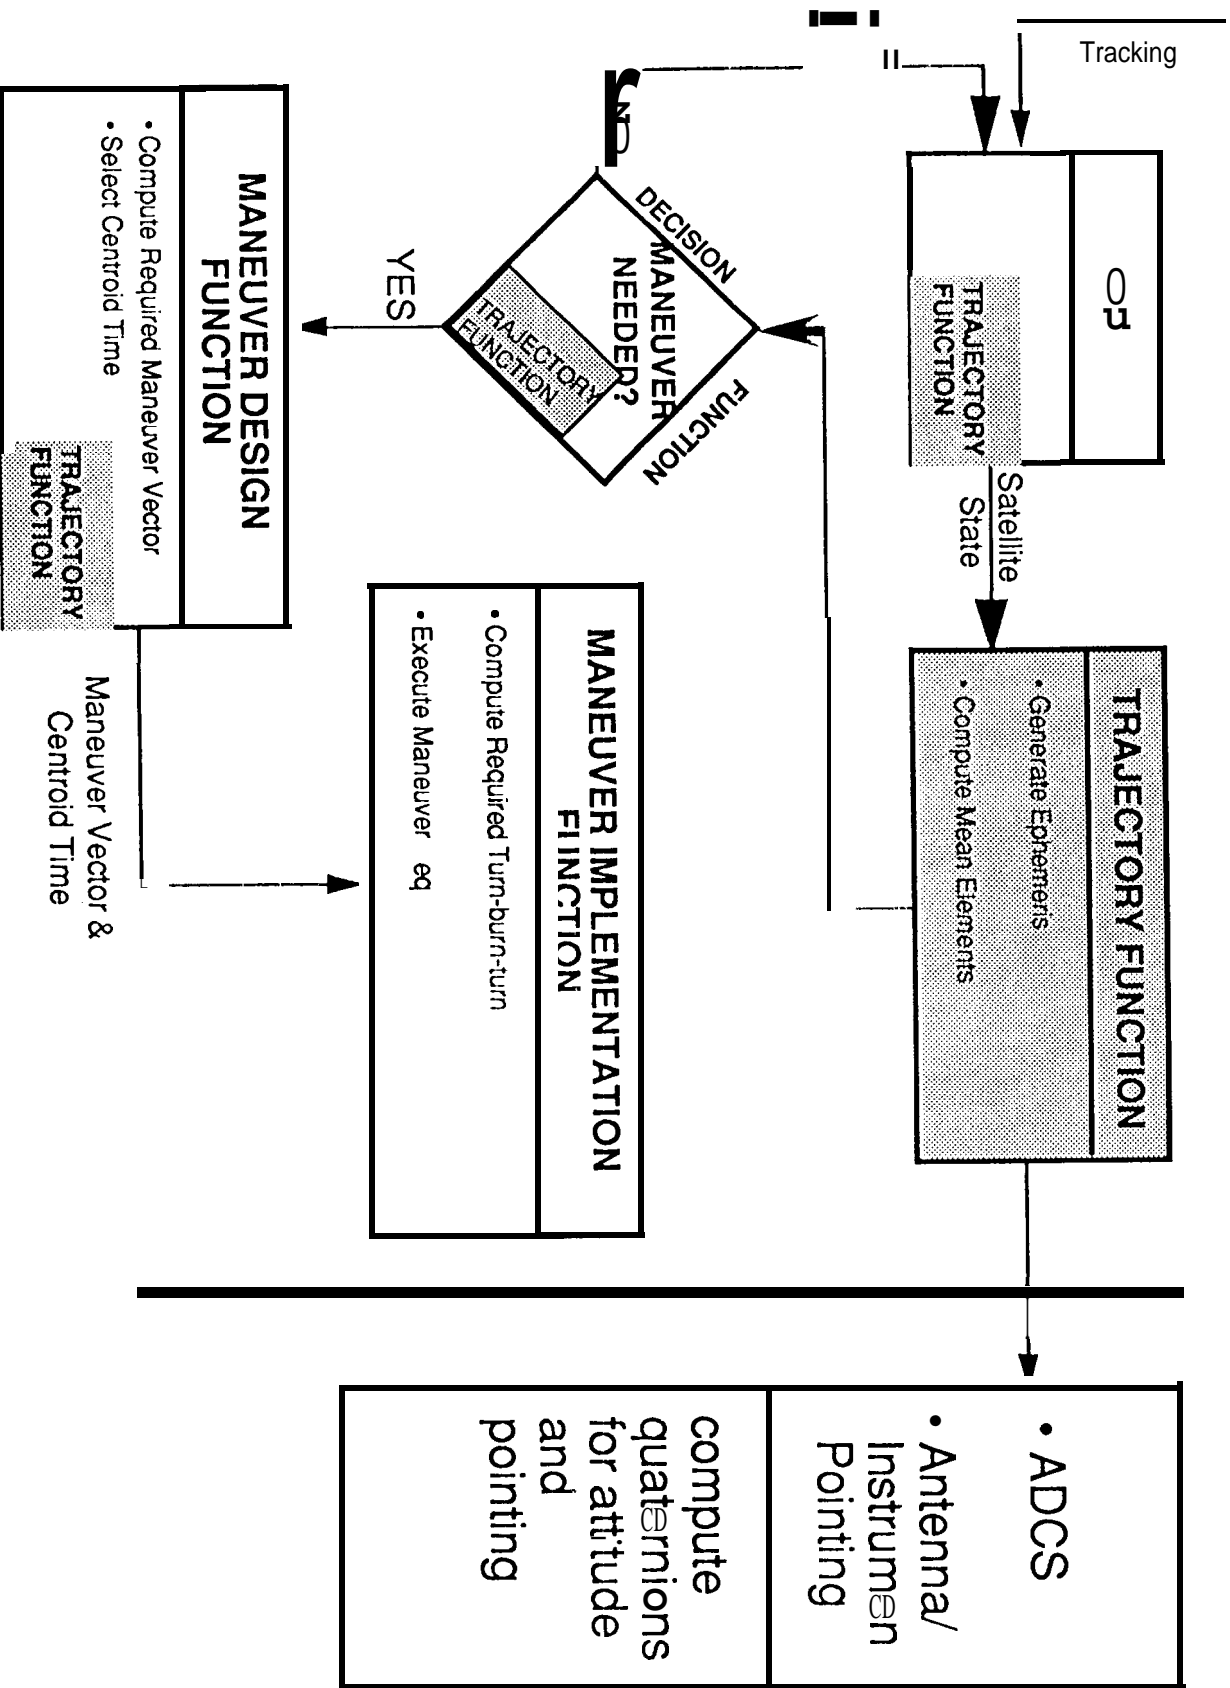 Tracking
TRAJECTORY
FUNCTION
Satellite
State
TRAJECTORY FUNCTION
• Generate Ephemeris
• Compute Mean Elements
• ADCS
• Antenna/
Instrumen
Pointing
compute
quaternions
for attitude
and
pointing
DECISION
FUNCTION
MANEUVER
NEEDED?
TRAJECTORY
FUNCTION
YES
MANEUVER IMPLEMENTATION
• Compute Required Turn-burn-turn
• Execute Maneuver eq
MANEUVER DESIGN
FUNCTION
• Compute Required Maneuver Vector
• Select Centroid Time
TRAJECTORY
FUNCTION
Maneuver Vector &
Centroid Time